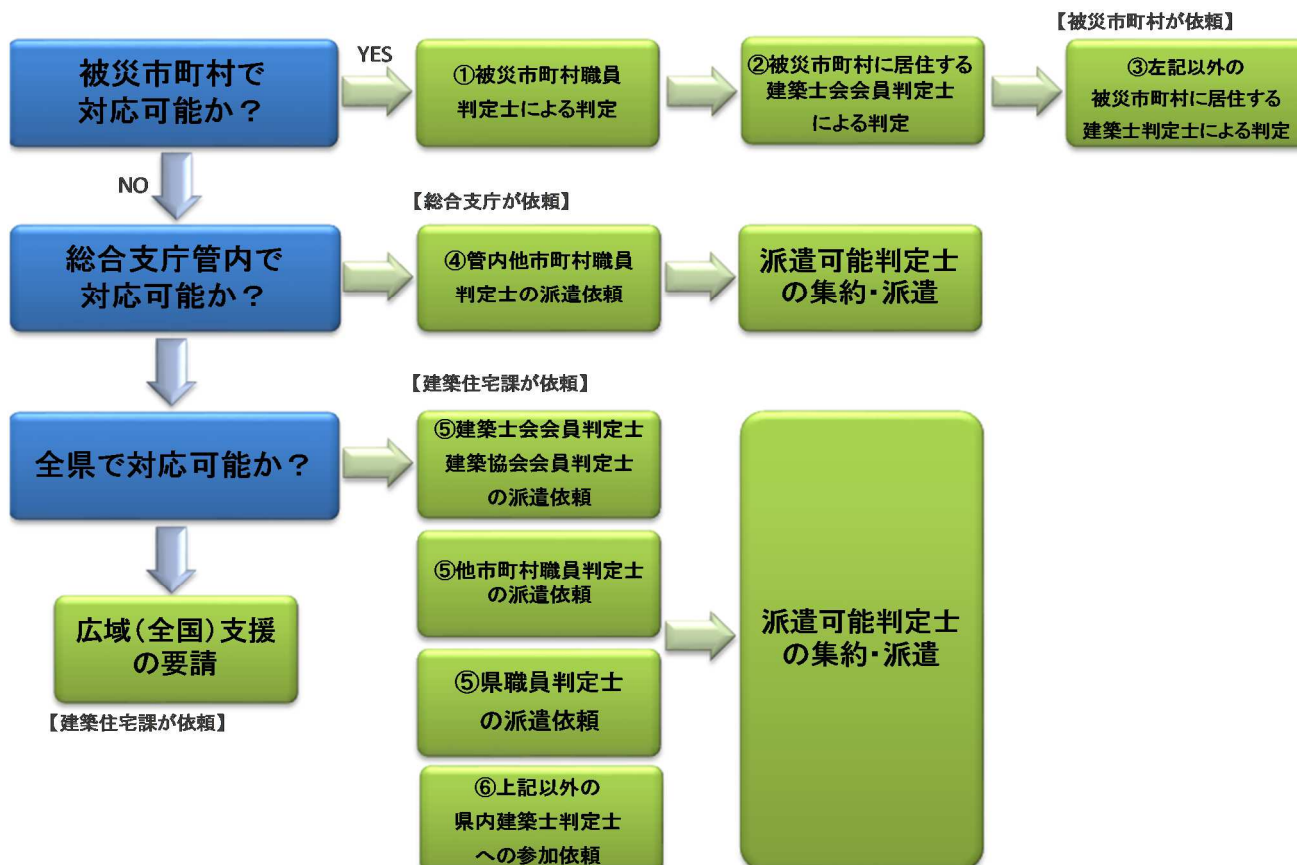 【被災市町村が依頼】
被災市町村で
対応可能か？
YES
①被災市町村職員
判定士による判定
②被災市町村に居住する
建築士会会員判定士
による判定
③左記以外の
被災市町村に居住する
建築士判定士による判定
NO
【総合支庁が依頼】
総合支庁管内で
対応可能か？
④管内他市町村職員
判定士の派遣依頼
派遣可能判定士
の集約・派遣
【建築住宅課が依頼】
全県で対応可能か？
⑤建築士会会員判定士
建築協会会員判定士
の派遣依頼
⑤他市町村職員判定士
の派遣依頼
⑤県職員判定士
の派遣依頼
⑥上記以外の
県内建築士判定士
への参加依頼
派遣可能判定士
の集約・派遣
広域（全国）支援
の要請
【建築住宅課が依頼】